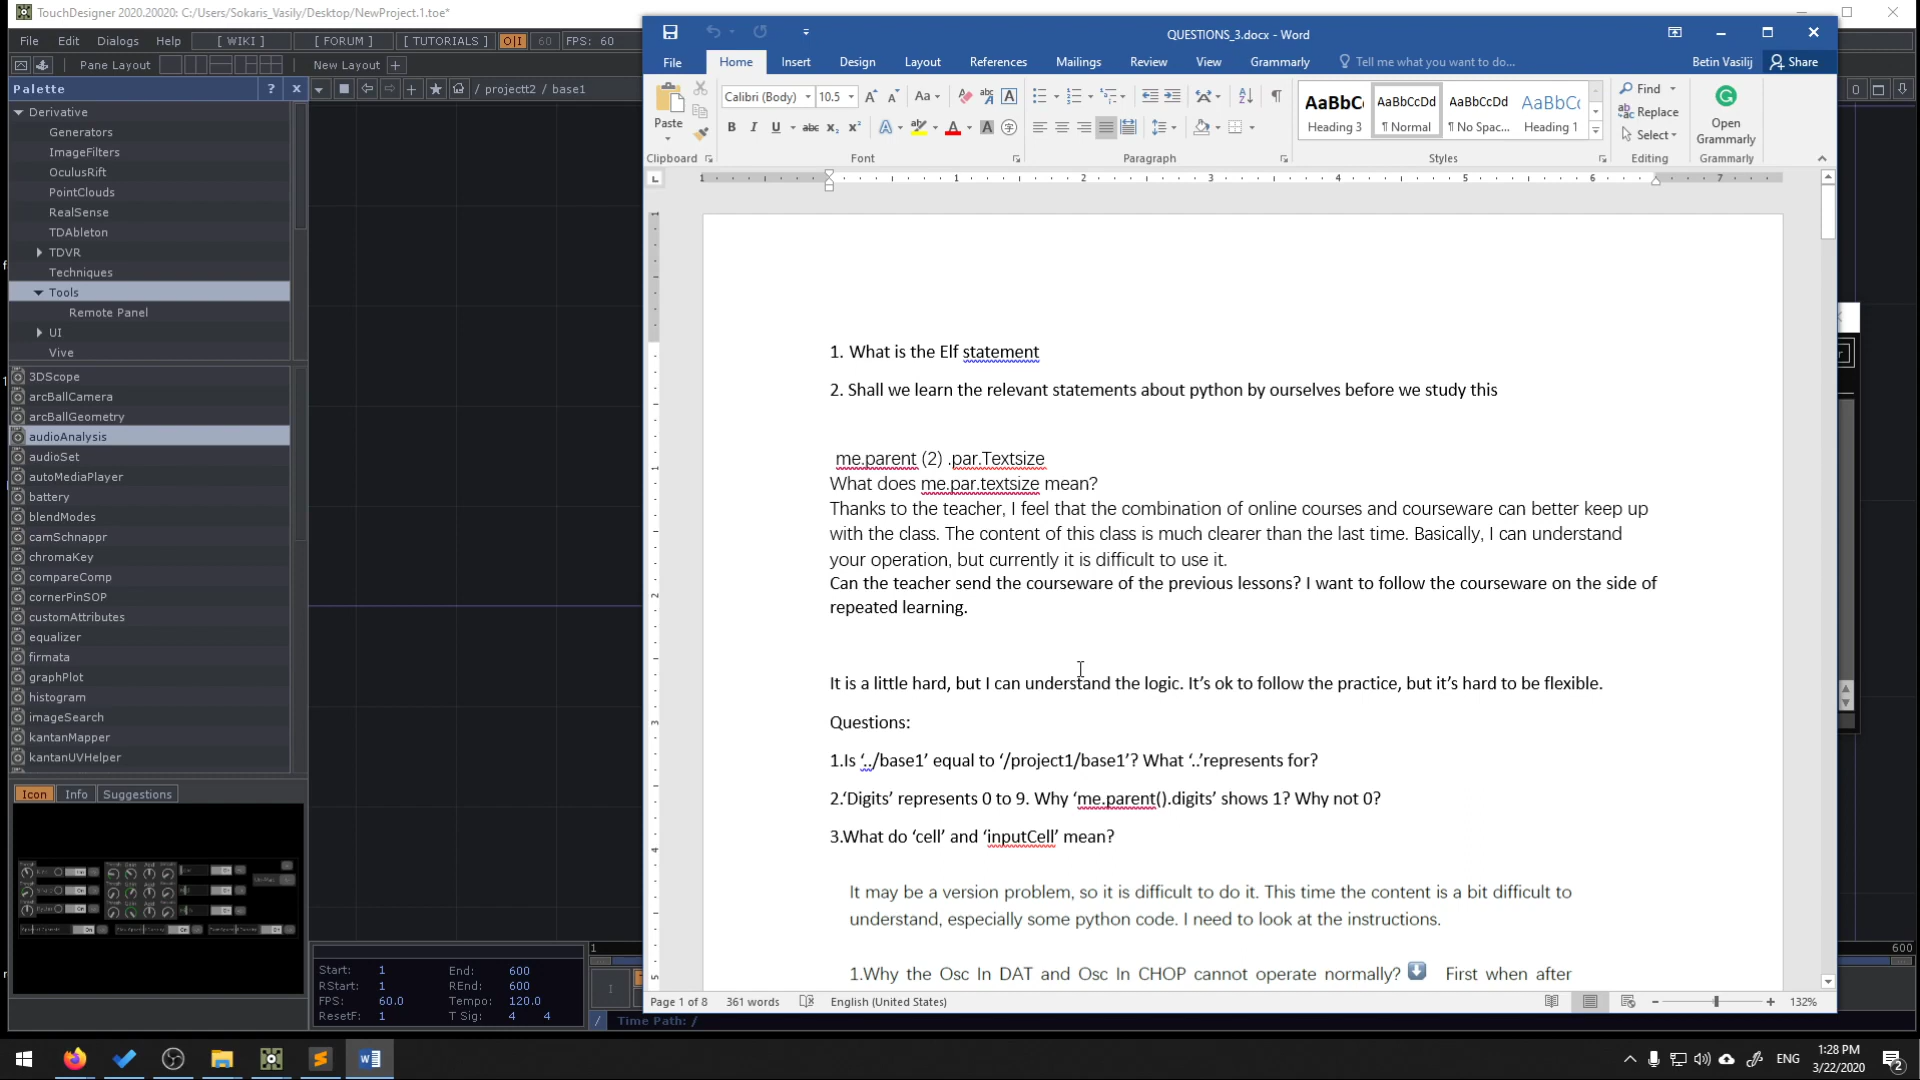 TouchDesigner 2020.20020: C:/Users/Sokaris_Vasily/Desktop/NewProject.1.toe*
File Edit Dialogs Help [ WIKI ] [ FORUM ] [ TUTORIALS ] O|I 60 FPS: 60
Pane Layout New Layout +
Palette ? x
/ projectt2 / base1
Derivative
Generators
ImageFilters
OculusRift
PointClouds
RealSense
TDAbleton
TDVR
Techniques
Tools
Remote Panel
UI
Vive
3DScope
arcBallCamera
arcBallGeometry
audioAnalysis
audioSet
autoMediaPlayer
battery
blendModes
camSchnappr
chromaKey
compareComp
cornerPinSOP
customAttributes
equalizer
firmata
graphPlot
histogram
imageSearch
kantanMapper
kantanUVHelper
Icon Info Suggestions
Start: 1 End: 600
RStart: 1 REnd: 600
FPS: 60.0 Tempo: 120.0
ResetF: 1 T Sig: 4 4
1
1
/ Time Path: /
600
0
QUESTIONS_3.docx - Word
File Home Insert Design Layout References Mailings Review View Grammarly Tell me what you want to do... Betin Vasilij Share
Paste
Calibri (Body) 10.5
AaBbCc AaBbCcDd AaBbCcDd AaBbCc
Heading 3 ¶ Normal ¶ No Spac... Heading 1
Find
Replace
Select
Open
Grammarly
Clipboard Font Paragraph Styles Editing Grammarly
1 1 2 3 4 5 6 7
1. What is the Elf statement
2. Shall we learn the relevant statements about python by ourselves before we study this
me.parent (2) .par.Textsize
What does me.par.textsize mean?
Thanks to the teacher, I feel that the combination of online courses and courseware can better keep up
with the class. The content of this class is much clearer than the last time. Basically, I can understand
your operation, but currently it is difficult to use it.
Can the teacher send the courseware of the previous lessons? I want to follow the courseware on the side of
repeated learning.
It is a little hard, but I can understand the logic. It’s ok to follow the practice, but it’s hard to be flexible.
Questions:
1.Is ‘../base1’ equal to ‘/project1/base1’? What ‘..’represents for?
2.‘Digits’ represents 0 to 9. Why ‘me.parent().digits’ shows 1? Why not 0?
3.What do ‘cell’ and ‘inputCell’ mean?
It may be a version problem, so it is difficult to do it. This time the content is a bit difficult to
understand, especially some python code. I need to look at the instructions.
1.Why the Osc In DAT and Osc In CHOP cannot operate normally? First when after
Page 1 of 8 361 words English (United States) 132%
ENG
1:28 PM
3/22/2020
2